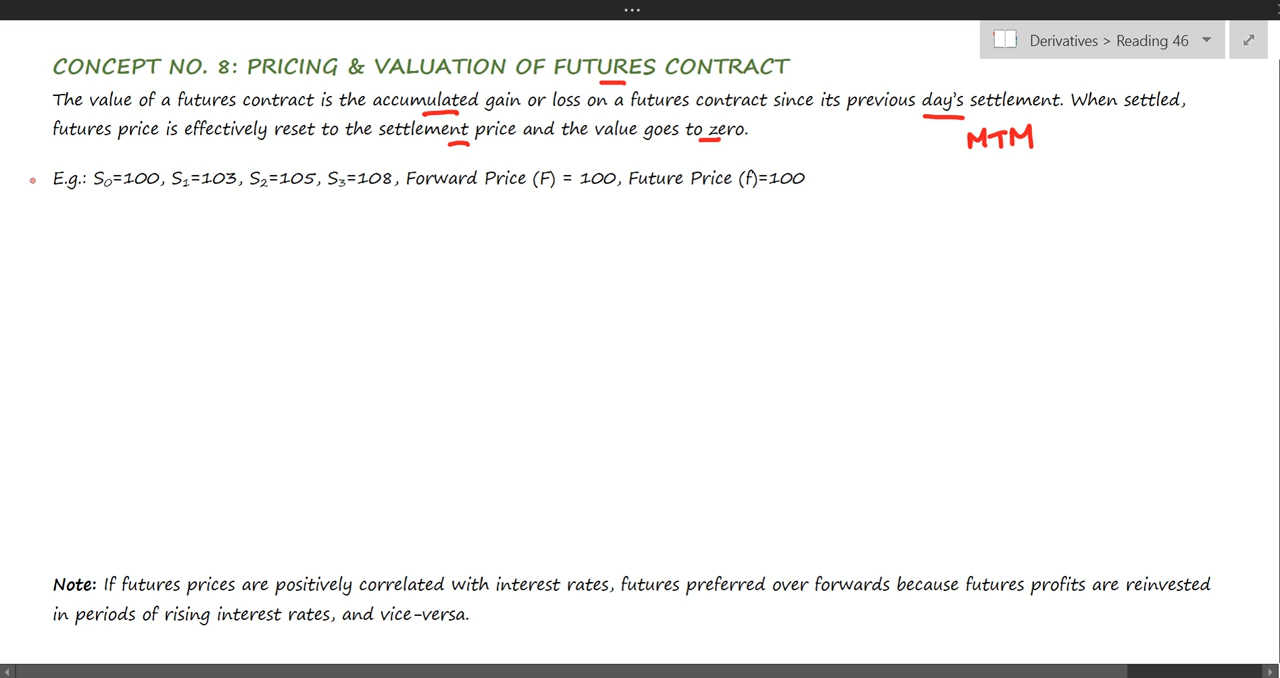 Derivatives > Reading 46
CONCEPT NO. 8: PRICING & VALUATION OF FUTURES CONTRACT
The value of a futures contract is the accumulated gain or loss on a futures contract since its previous day's settlement. When settled,
futures price is effectively reset to the settlement price and the value goes to zero.
MTM
E.g.: S₀=100, S₁=103, S₂=105, S₃=108, Forward Price (F) = 100, Future Price (f)=100
Note: If futures prices are positively correlated with interest rates, futures preferred over forwards because futures profits are reinvested
in periods of rising interest rates, and vice-versa.